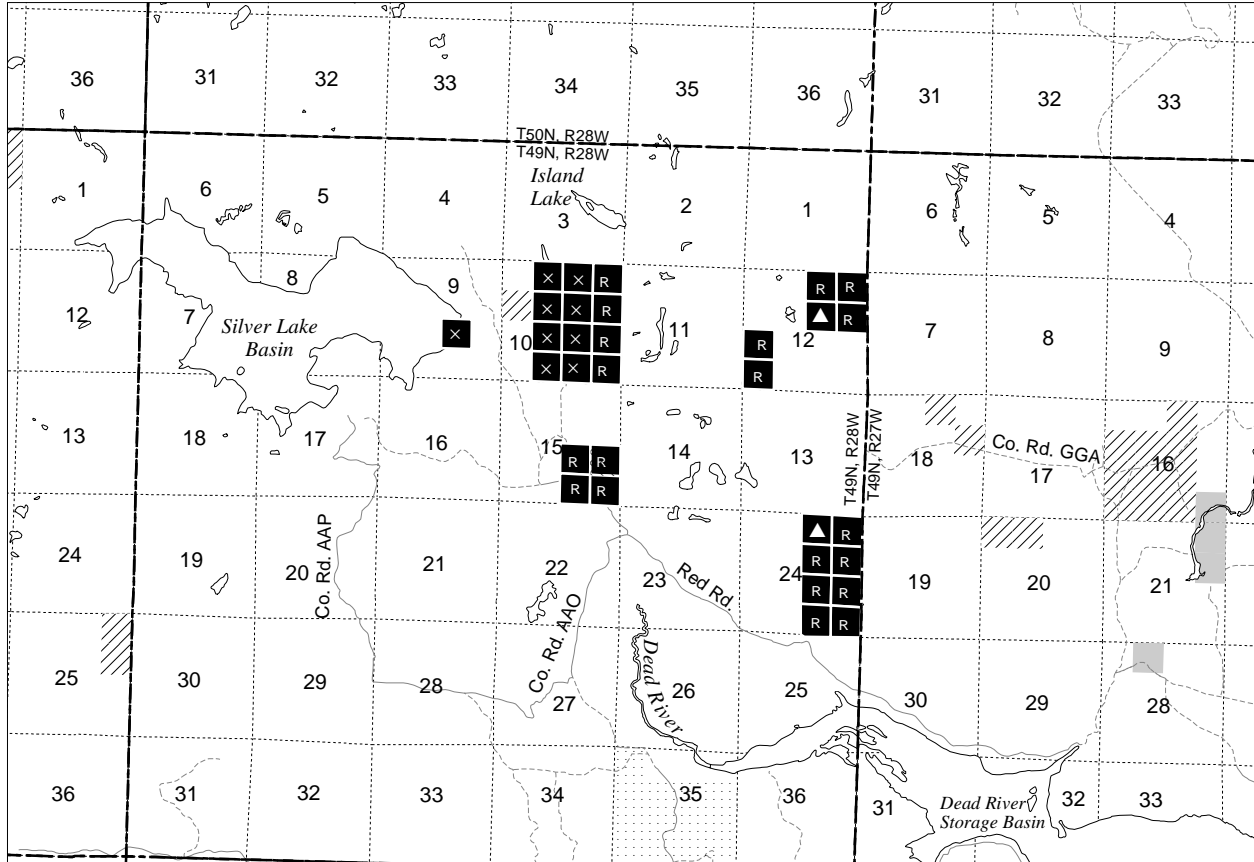 36 31 32 33 34 35 36 31 32 33
T50N, R28W
T49N, R28W
Island
Lake
1 6 5 4 3 2 1 6 5 4
8 9 × × R R R
× × R ▲ R
12 7 Silver Lake × 10 × × R 11 R 12 7 8 9
Basin
× × R R
13 18 17 16 15 R R 14 13 T49N, R28W T49N, R27W 18 Co. Rd. GGA 17 16
R R
▲ R
24 19 20 Co. Rd. AAP 21 22 23 Red Rd. 24 R R 19 20 21
R R
R R
25 30 29 28 Co. Rd. AAO 27 Dead River 26 25 30 29 28
36 31 32 33 34 35 36 31 Dead River 32 33
Storage Basin